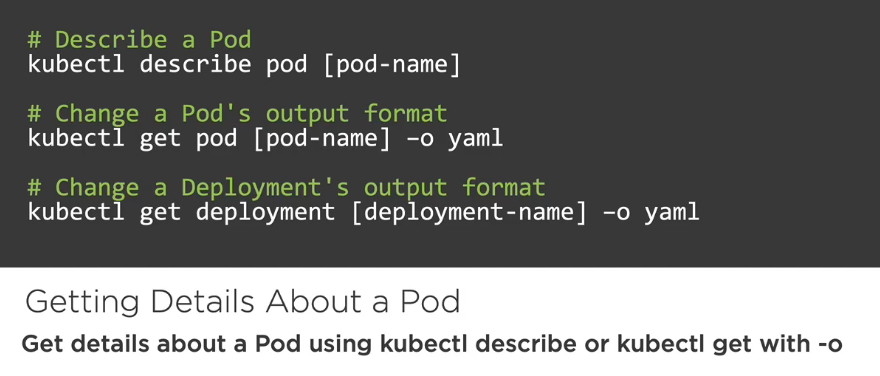 # Describe a Pod
kubectl describe pod [pod-name]
# Change a Pod's output format
kubectl get pod [pod-name] –o yaml
# Change a Deployment's output format
kubectl get deployment [deployment-name] –o yaml
Getting Details About a Pod
Get details about a Pod using kubectl describe or kubectl get with -o